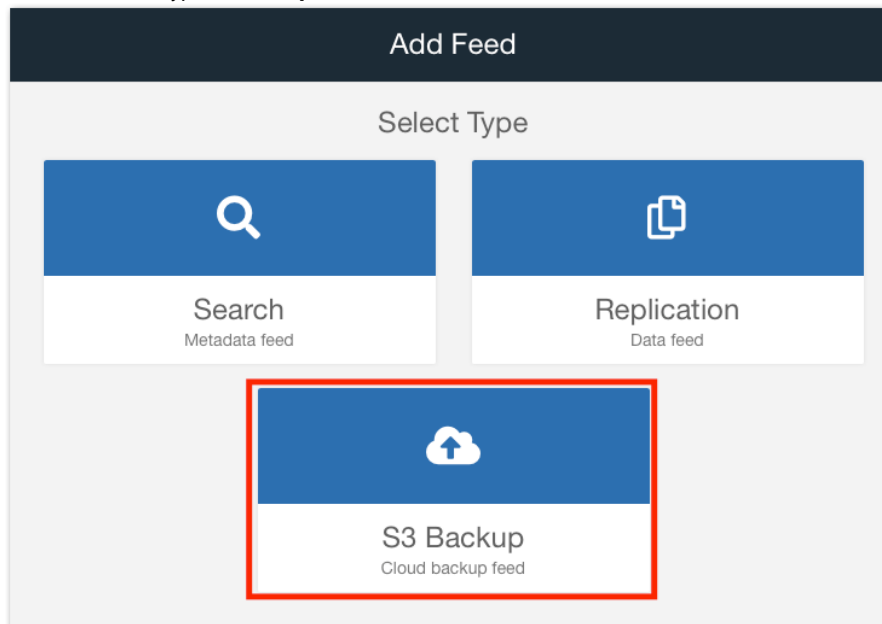 Add Feed
Select Type
Search
Metadata feed
Replication
Data feed
S3 Backup
Cloud backup feed